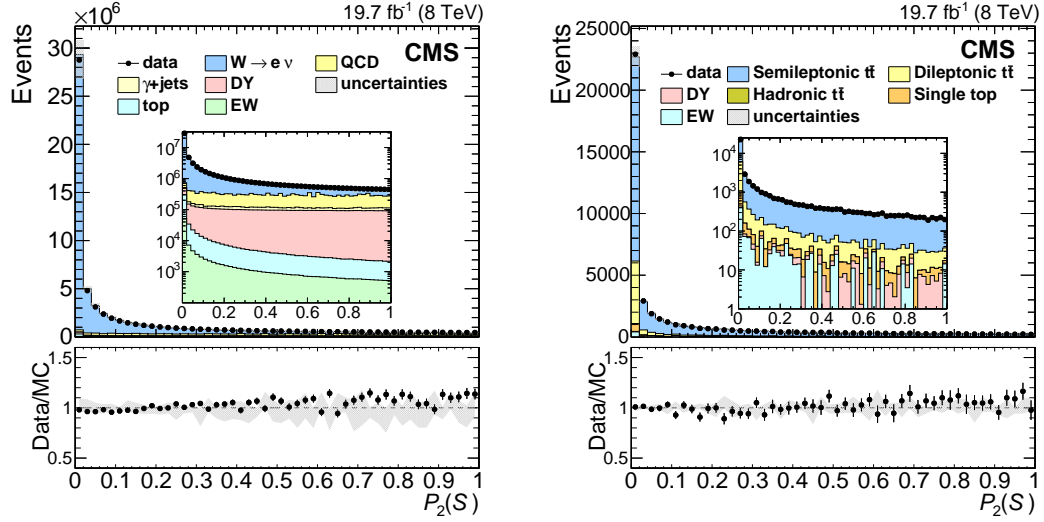 ×10⁶
19.7 fb⁻¹ (8 TeV)
Events
30
25
20
15
10
5
0
CMS
data
W → e ν
QCD
γ+jets
DY
uncertainties
top
EW
10⁷
10⁶
10⁵
10⁴
10³
0 0.2 0.4 0.6 0.8 1
Data/MC
1.5
1
0.5
0 0.1 0.2 0.3 0.4 0.5 0.6 0.7 0.8 0.9 1
P₂(S)
19.7 fb⁻¹ (8 TeV)
Events
25000
20000
15000
10000
5000
0
CMS
data
Semileptonic tt̄
Dileptonic tt̄
DY
Hadronic tt̄
Single top
EW
uncertainties
10⁴
10³
10²
10
1
0 0.2 0.4 0.6 0.8 1
Data/MC
1.5
1
0.5
0 0.1 0.2 0.3 0.4 0.5 0.6 0.7 0.8 0.9 1
P₂(S)